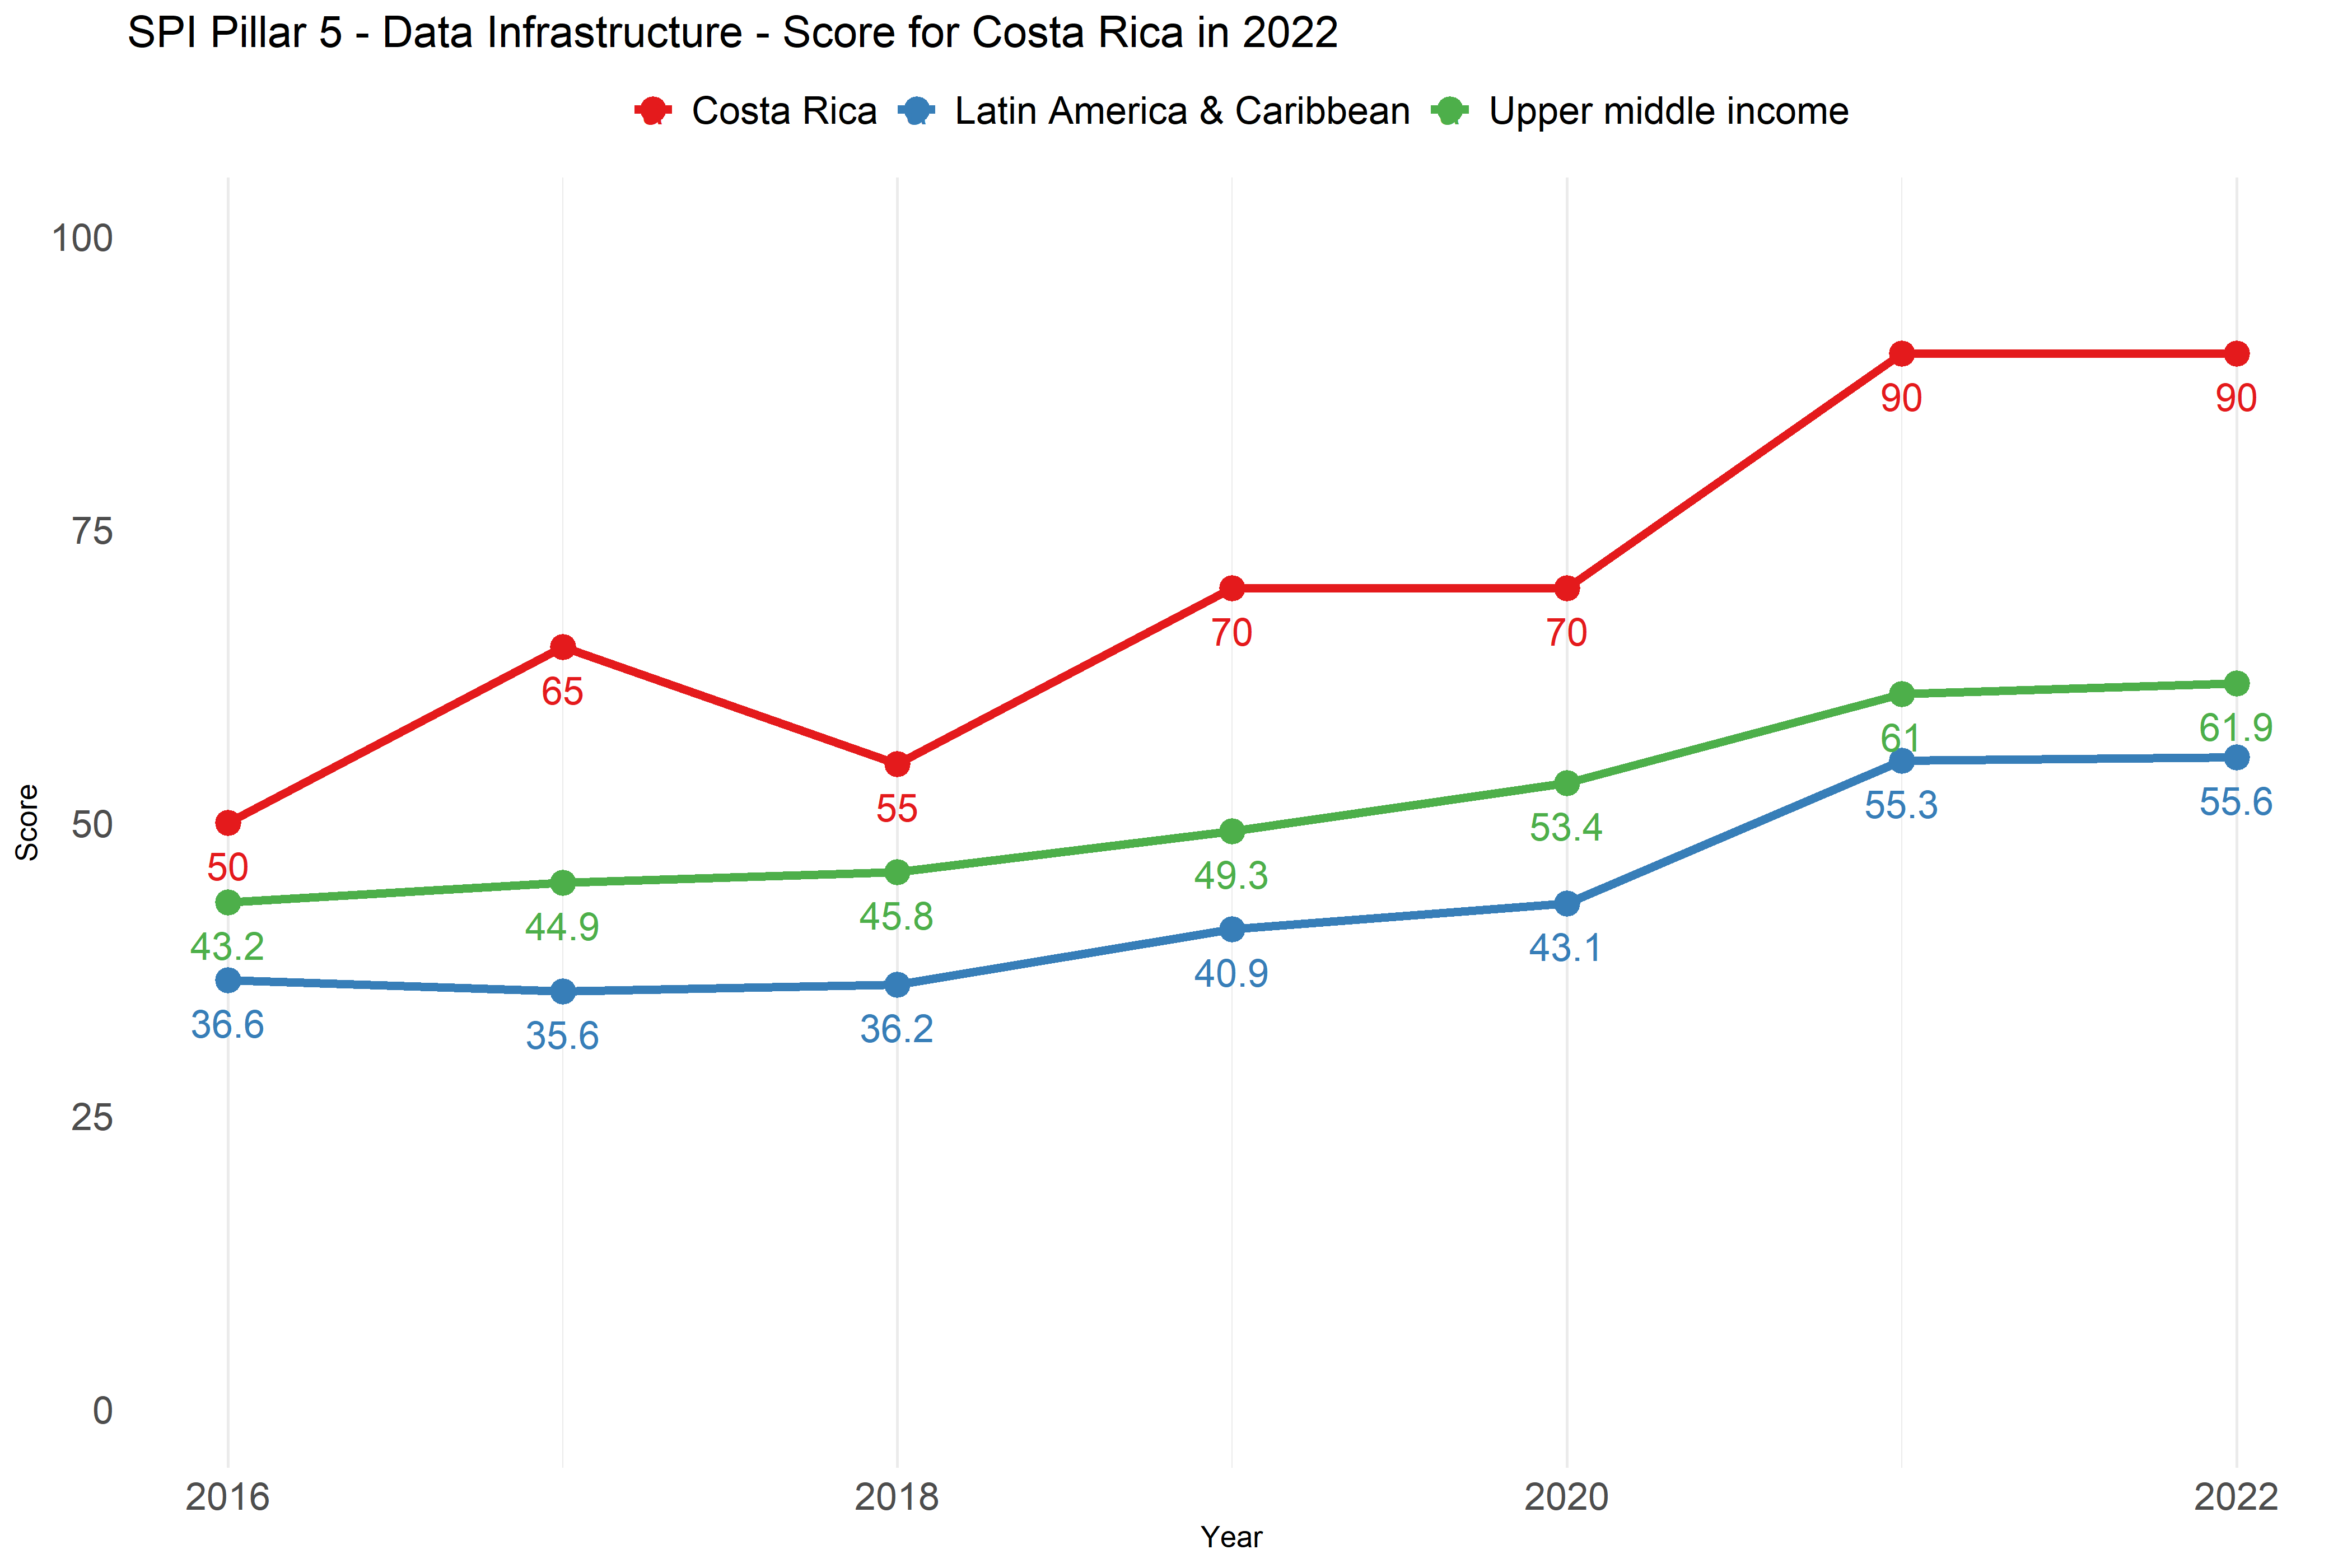 SPI Pillar 5 - Data Infrastructure - Score for Costa Rica in 2022
Costa Rica Latin America & Caribbean Upper middle income
100
90 90
75
70 70
65
61 61.9
55 55.3 55.6
Score
50
50
53.4
49.3
43.2 44.9 45.8
43.1
40.9
36.6 35.6 36.2
25
0
2016 2018 2020 2022
Year